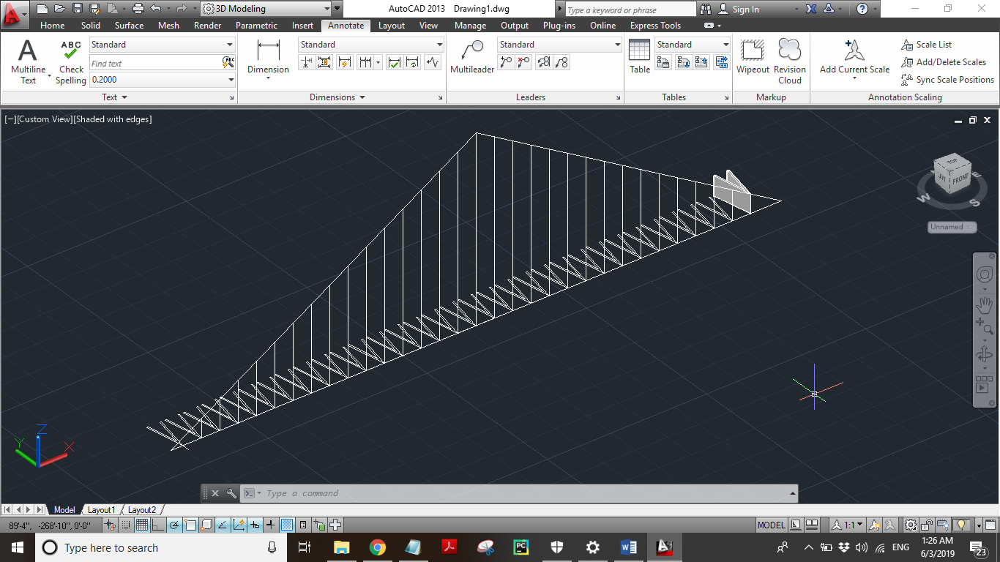 3D Modeling
AutoCAD 2013 Drawing1.dwg
Type a keyword or phrase
Sign In
Home Solid Surface Mesh Render Parametric Insert Annotate Layout View Manage Output Plug-ins Online Express Tools
Multiline Text
ABC Check Spelling
Standard
Find text
ABC
0.2000
Text
Dimension
Standard
Dimensions
Multileader
Standard
Leaders
Table
Standard
Tables
Wipeout
Revision Cloud
Markup
Add Current Scale
Scale List
Add/Delete Scales
Sync Scale Positions
Annotation Scaling
[−][Custom View][Shaded with edges]
TOP
FRONT
W
S
E
Unnamed
Z
Y
X
Type a command
Model Layout1 Layout2
89'-4", -268'-10", 0'-0"
MODEL
1:1
Type here to search
PC
W
ENG
1:26 AM
6/3/2019
23